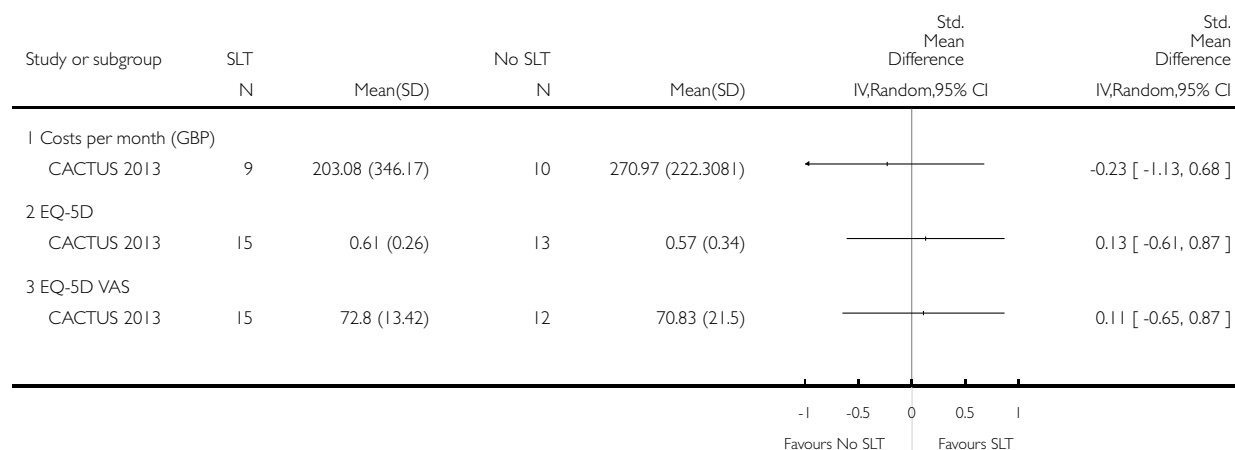 Study or subgroup SLT No SLT Std. Mean Difference Std. Mean Difference
N Mean(SD) N Mean(SD) IV,Random,95% CI IV,Random,95% CI
1 Costs per month (GBP)
CACTUS 2013 9 203.08 (346.17) 10 270.97 (222.3081) -0.23 [ -1.13, 0.68 ]
2 EQ-5D
CACTUS 2013 15 0.61 (0.26) 13 0.57 (0.34) 0.13 [ -0.61, 0.87 ]
3 EQ-5D VAS
CACTUS 2013 15 72.8 (13.42) 12 70.83 (21.5) 0.11 [ -0.65, 0.87 ]
-1 -0.5 0 0.5 1
Favours No SLT Favours SLT